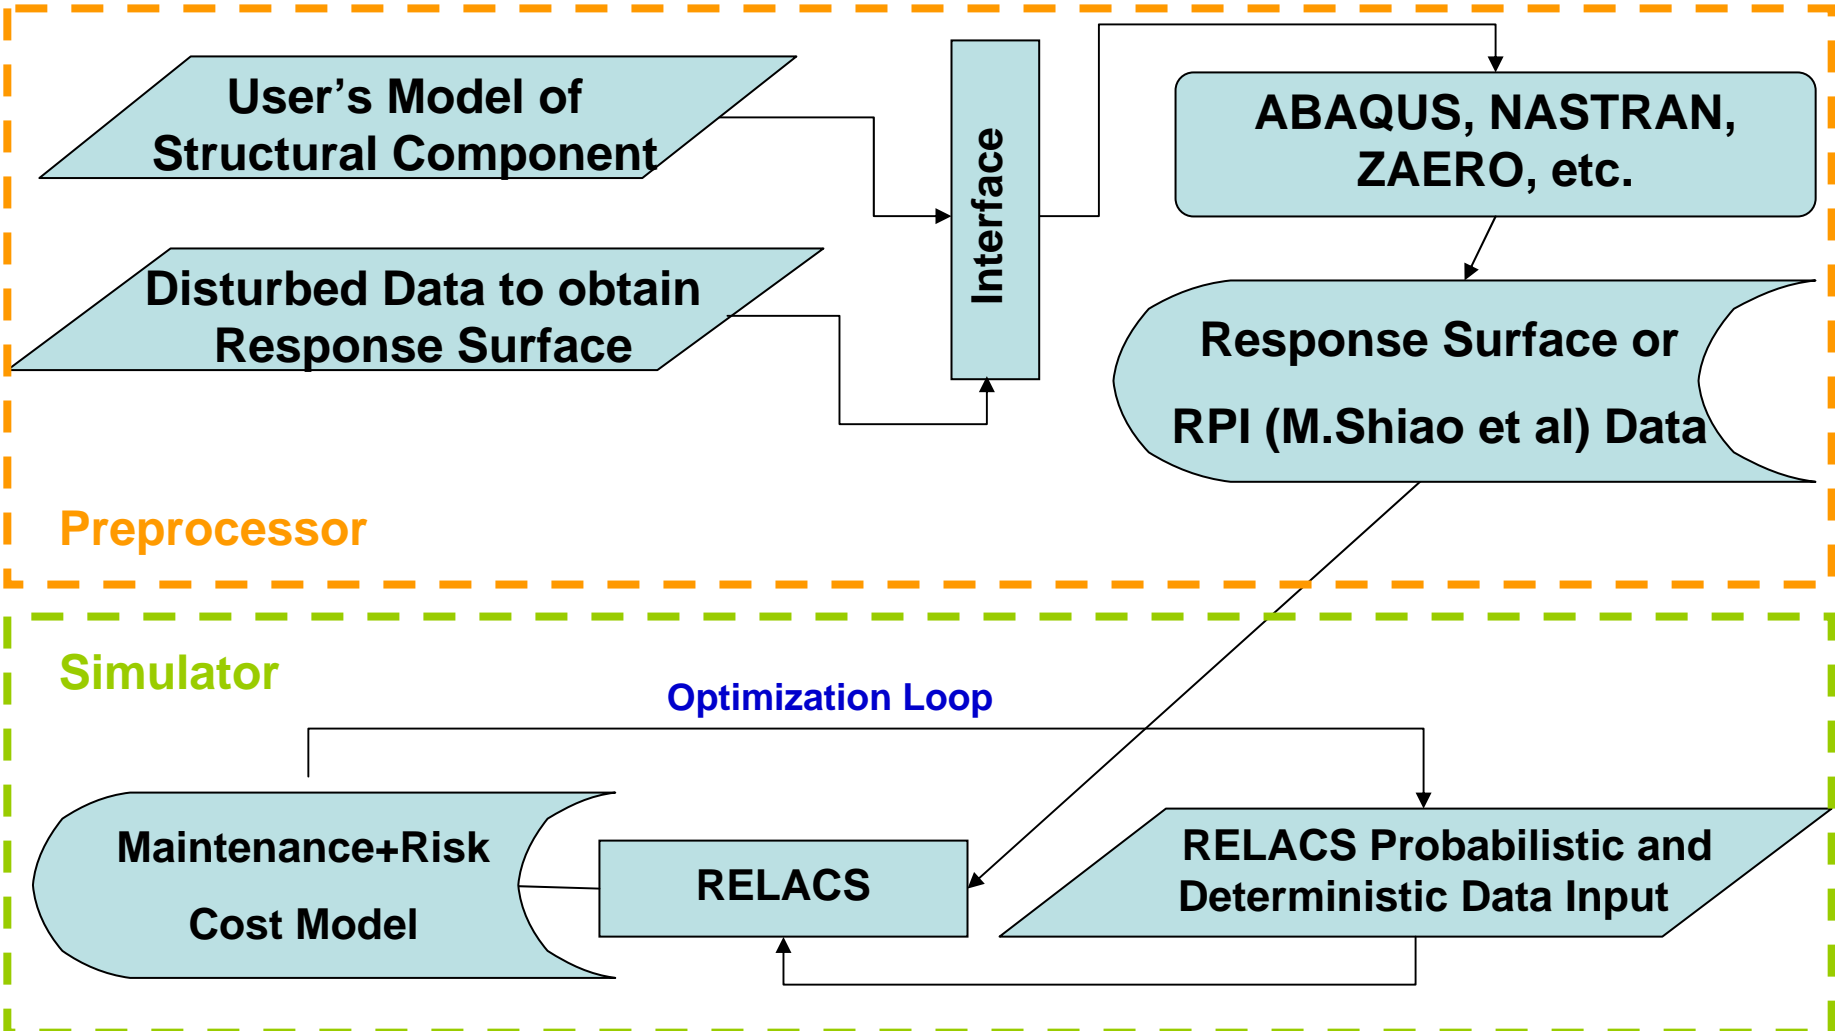 User’s Model of
Structural Component
Disturbed Data to obtain
Response Surface
Interface
ABAQUS, NASTRAN,
ZAERO, etc.
Response Surface or
RPI (M.Shiao et al) Data
Preprocessor
Simulator
Optimization Loop
Maintenance+Risk
Cost Model
RELACS
RELACS Probabilistic and
Deterministic Data Input